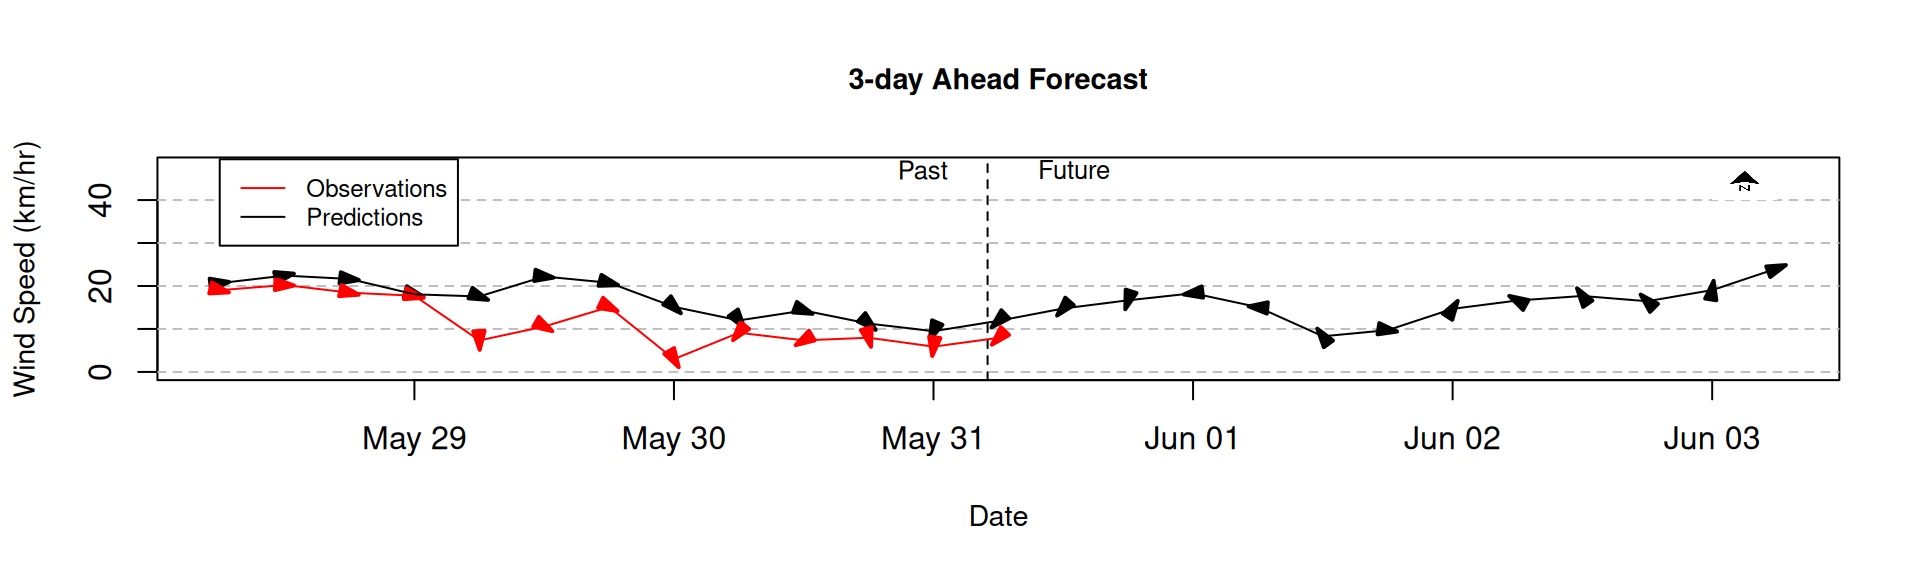 3-day Ahead Forecast
Wind Speed (km/hr)
40
20
0
Observations
Predictions
Past
Future
N
May 29
May 30
May 31
Jun 01
Jun 02
Jun 03
Date